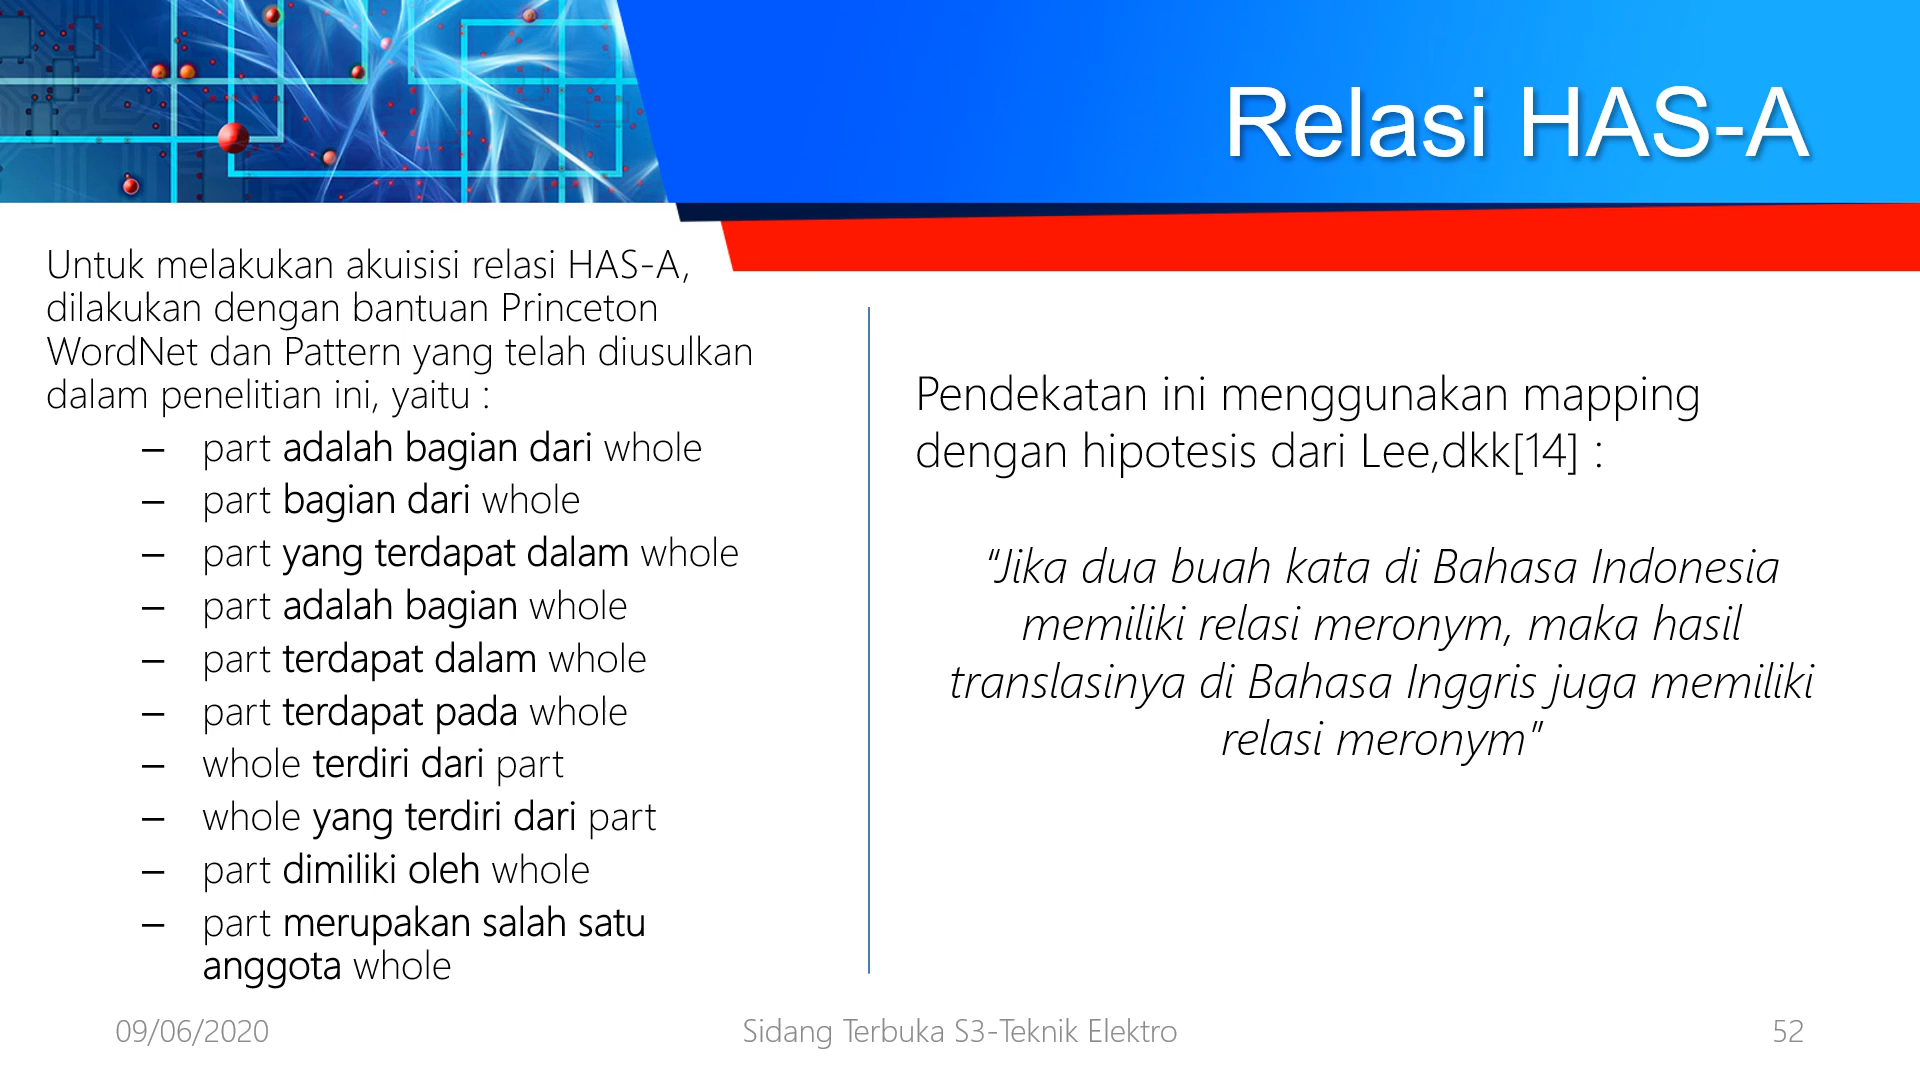 Relasi HAS-A
Untuk melakukan akuisisi relasi HAS-A,
dilakukan dengan bantuan Princeton
WordNet dan Pattern yang telah diusulkan
dalam penelitian ini, yaitu :
– part adalah bagian dari whole
– part bagian dari whole
– part yang terdapat dalam whole
– part adalah bagian whole
– part terdapat dalam whole
– part terdapat pada whole
– whole terdiri dari part
– whole yang terdiri dari part
– part dimiliki oleh whole
– part merupakan salah satu
anggota whole
Pendekatan ini menggunakan mapping
dengan hipotesis dari Lee,dkk[14] :
“Jika dua buah kata di Bahasa Indonesia
memiliki relasi meronym, maka hasil
translasinya di Bahasa Inggris juga memiliki
relasi meronym”
09/06/2020
Sidang Terbuka S3-Teknik Elektro
52